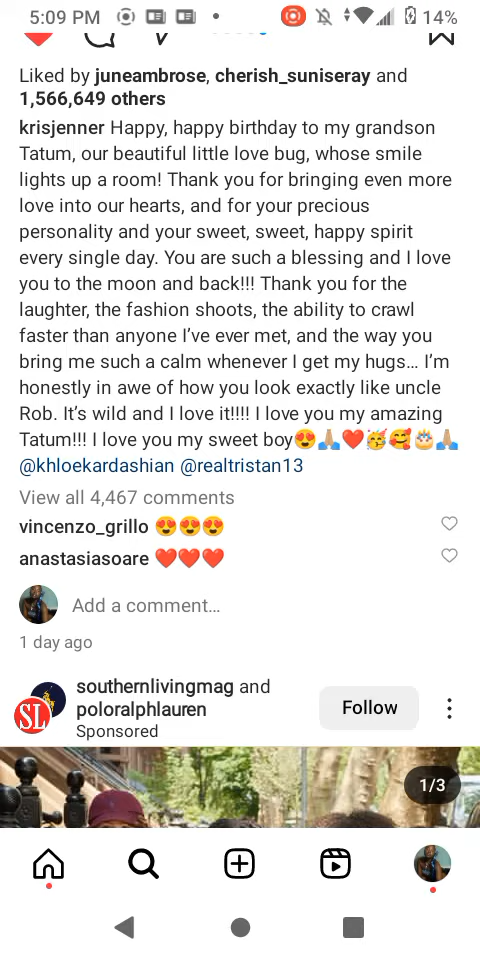 5:09 PM
14%
Liked by juneambrose, cherish_suniseray and
1,566,649 others
krisjenner Happy, happy birthday to my grandson
Tatum, our beautiful little love bug, whose smile
lights up a room! Thank you for bringing even more
love into our hearts, and for your precious
personality and your sweet, sweet, happy spirit
every single day. You are such a blessing and I love
you to the moon and back!!! Thank you for the
laughter, the fashion shoots, the ability to crawl
faster than anyone I’ve ever met, and the way you
bring me such a calm whenever I get my hugs… I’m
honestly in awe of how you look exactly like uncle
Rob. It’s wild and I love it!!!! I love you my amazing
Tatum!!! I love you my sweet boy😍🙏🏼❤️🥳🥰🎂🙏🏼
@khloekardashian @realtristan13
View all 4,467 comments
vincenzo_grillo 😍😍😍
anastasiasoare ❤️❤️❤️
Add a comment…
1 day ago
SL
southernlivingmag and
poloralphlauren
Sponsored
Follow
1/3